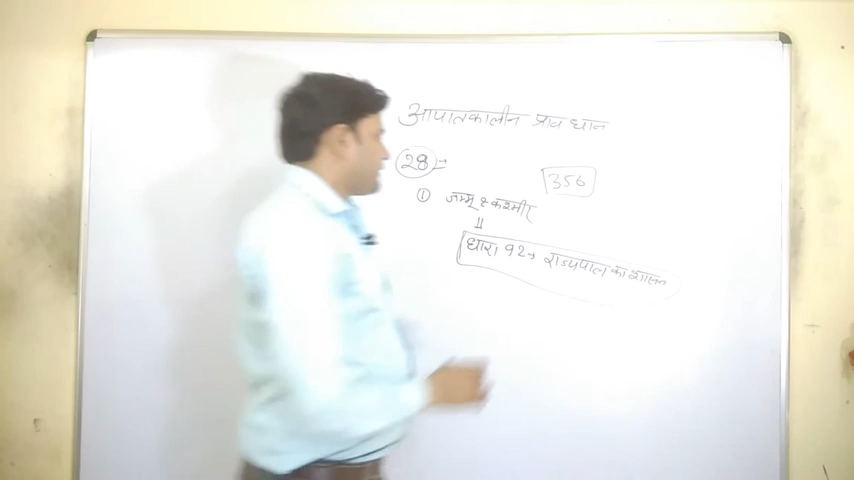 आपातकालीन प्रावधान
28 →
356
① जम्मू & कश्मीर
धारा 92 → राज्यपाल का शासन